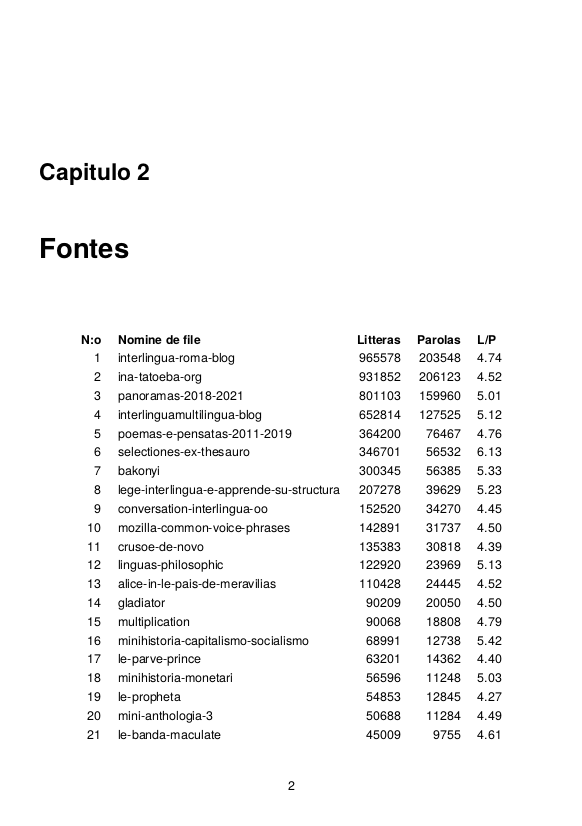 Capitulo 2
Fontes
N:o Nomine de file Litteras Parolas L/P
1 interlingua-roma-blog 965578 203548 4.74
2 ina-tatoeba-org 931852 206123 4.52
3 panoramas-2018-2021 801103 159960 5.01
4 interlinguamultilingua-blog 652814 127525 5.12
5 poemas-e-pensatas-2011-2019 364200 76467 4.76
6 selectiones-ex-thesauro 346701 56532 6.13
7 bakonyi 300345 56385 5.33
8 lege-interlingua-e-apprende-su-structura 207278 39629 5.23
9 conversation-interlingua-oo 152520 34270 4.45
10 mozilla-common-voice-phrases 142891 31737 4.50
11 crusoe-de-novo 135383 30818 4.39
12 linguas-philosophic 122920 23969 5.13
13 alice-in-le-pais-de-meravilias 110428 24445 4.52
14 gladiator 90209 20050 4.50
15 multiplication 90068 18808 4.79
16 minihistoria-capitalismo-socialismo 68991 12738 5.42
17 le-parve-prince 63201 14362 4.40
18 minihistoria-monetari 56596 11248 5.03
19 le-propheta 54853 12845 4.27
20 mini-anthologia-3 50688 11284 4.49
21 le-banda-maculate 45009 9755 4.61
2